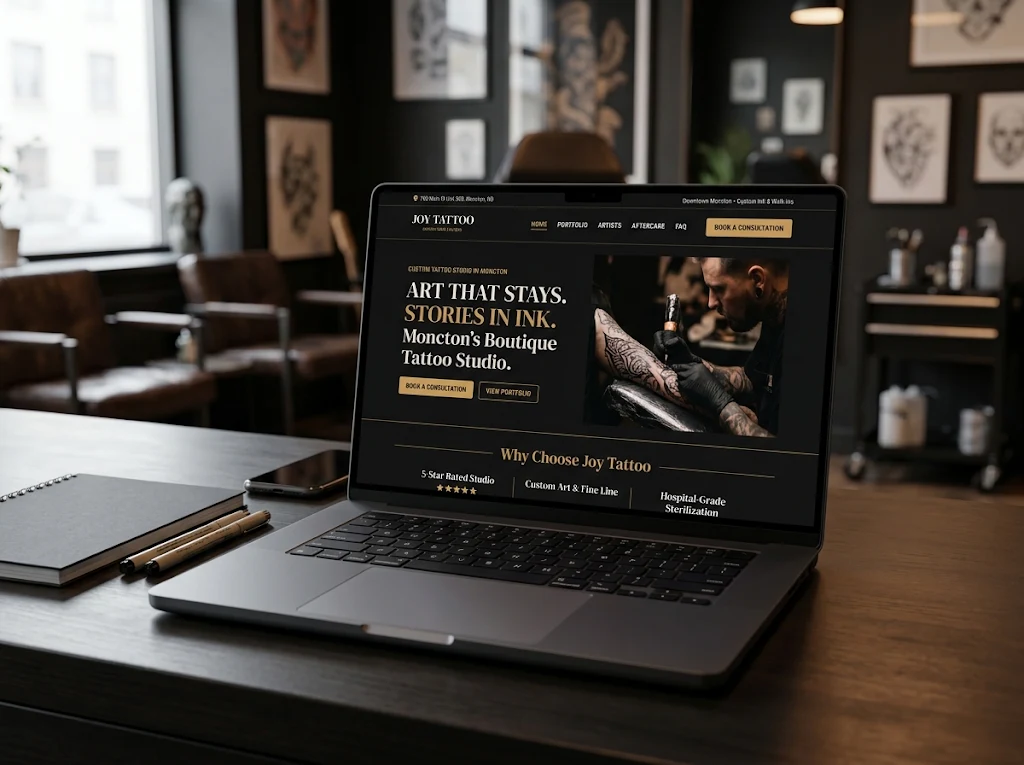 Moncton, NB
Downtown Moncton • Custom Ink & Walk-ins
JOY TATTOO
HOME PORTFOLIO ARTISTS AFTERCARE FAQ
BOOK A CONSULTATION
CUSTOM TATTOO STUDIO IN MONCTON
ART THAT STAYS.
STORIES IN INK.
Moncton's Boutique
Tattoo Studio.
BOOK A CONSULTATION VIEW PORTFOLIO
Why Choose Joy Tattoo
5-Star Rated Studio
Custom Art & Fine Line
Hospital-Grade
Sterilization